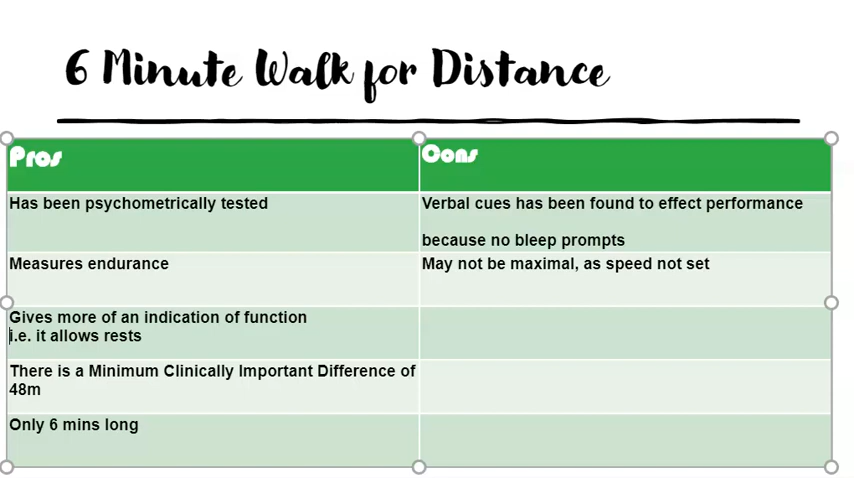 6 Minute Walk for Distance
Pros
Cons
Has been psychometrically tested
Verbal cues has been found to effect performance
because no bleep prompts
Measures endurance
May not be maximal, as speed not set
Gives more of an indication of function
i.e. it allows rests
There is a Minimum Clinically Important Difference of
48m
Only 6 mins long